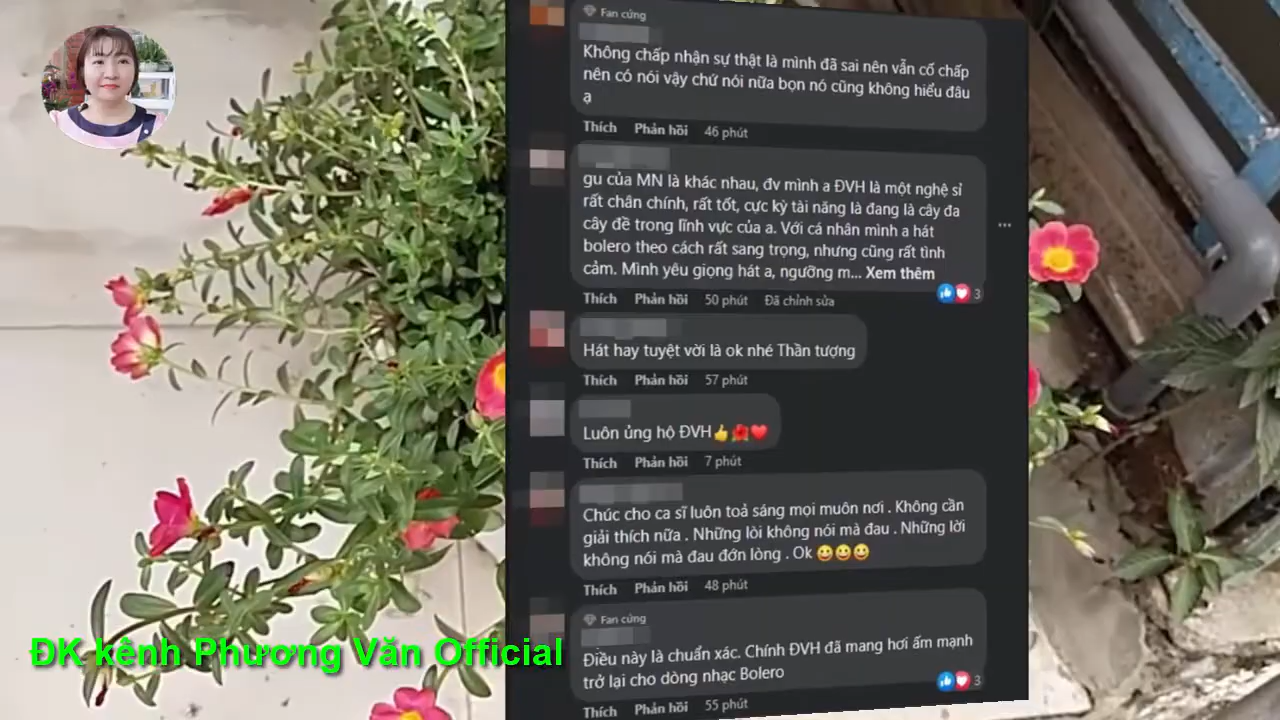 Fan cứng
Không chấp nhận sự thật là mình đã sai nên vẫn cố chấp
nên có nói vậy chứ nói nữa bọn nó cũng không hiểu đâu
ạ
Thích Phản hồi 46 phút
gu của MN là khác nhau, đv mình a ĐVH là một nghệ sỉ
rất chân chính, rất tốt, cực kỳ tài năng là đang là cây đa
cây đề trong lĩnh vực của a. Với cá nhân mình a hát
bolero theo cách rất sang trọng, nhưng cũng rất tình
cảm. Mình yêu giọng hát a, ngưỡng m... Xem thêm
Thích Phản hồi 50 phút Đã chỉnh sửa 3
Hát hay tuyệt vời là ok nhé Thần tượng
Thích Phản hồi 57 phút
Luôn ủng hộ ĐVH👍🌹❤️
Thích Phản hồi 7 phút
Chúc cho ca sĩ luôn toả sáng mọi muôn nơi . Không cần
giải thích nữa . Những lòi không nói mà đau . Những lời
không nói mà đau đớn lòng . Ok 😀😀😀
Thích Phản hồi 48 phút
Fan cứng
Điều này là chuẩn xác. Chính ĐVH đã mang hơi ấm mạnh
trở lại cho dòng nhạc Bolero
3
Thích Phản hồi 55 phút
ĐK kênh Phương Văn Official